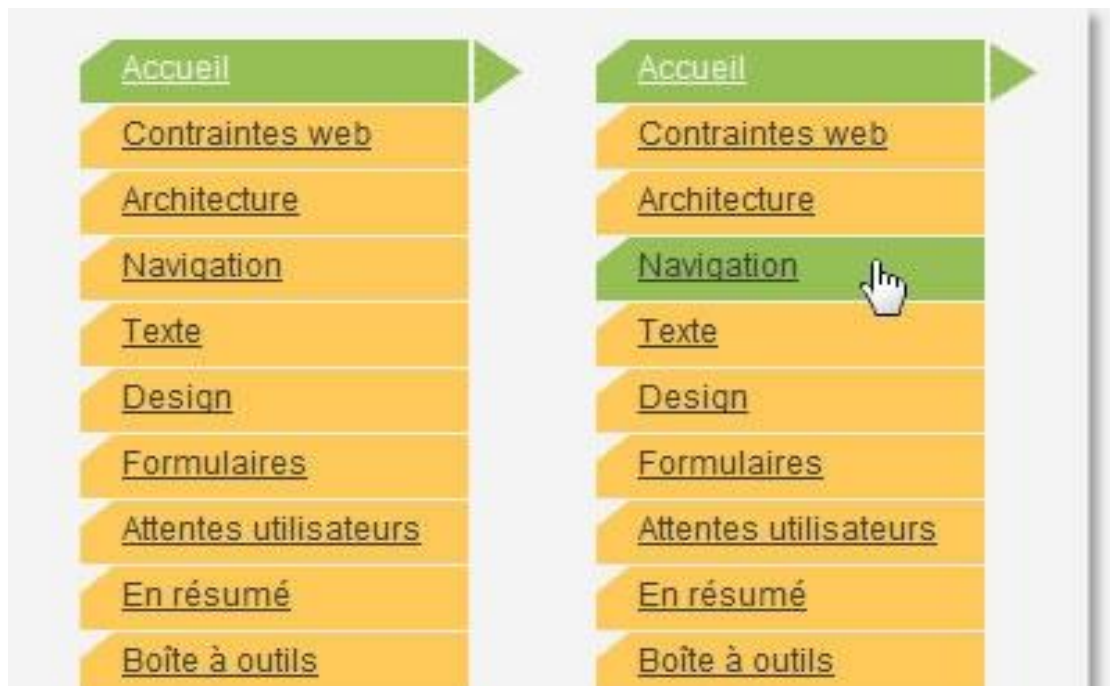 Accueil
Contraintes web
Architecture
Navigation
Texte
Design
Formulaires
Attentes utilisateurs
En résumé
Boîte à outils
Accueil
Contraintes web
Architecture
Navigation
Texte
Design
Formulaires
Attentes utilisateurs
En résumé
Boîte à outils